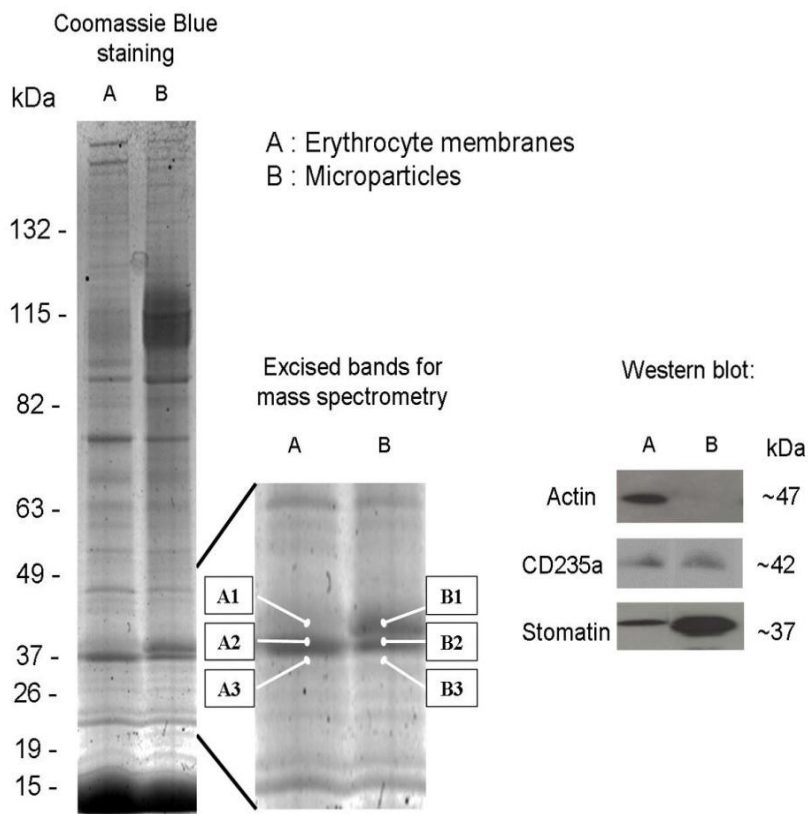 Coomassie Blue
staining
kDa
A B
A : Erythrocyte membranes
B : Microparticles
132 -
115 -
82 -
63 -
49 -
37 -
26 -
19 -
15 -
Excised bands for
mass spectrometry
A B
A1 B1
A2 B2
A3 B3
Western blot:
A B kDa
Actin ~47
CD235a ~42
Stomatin ~37